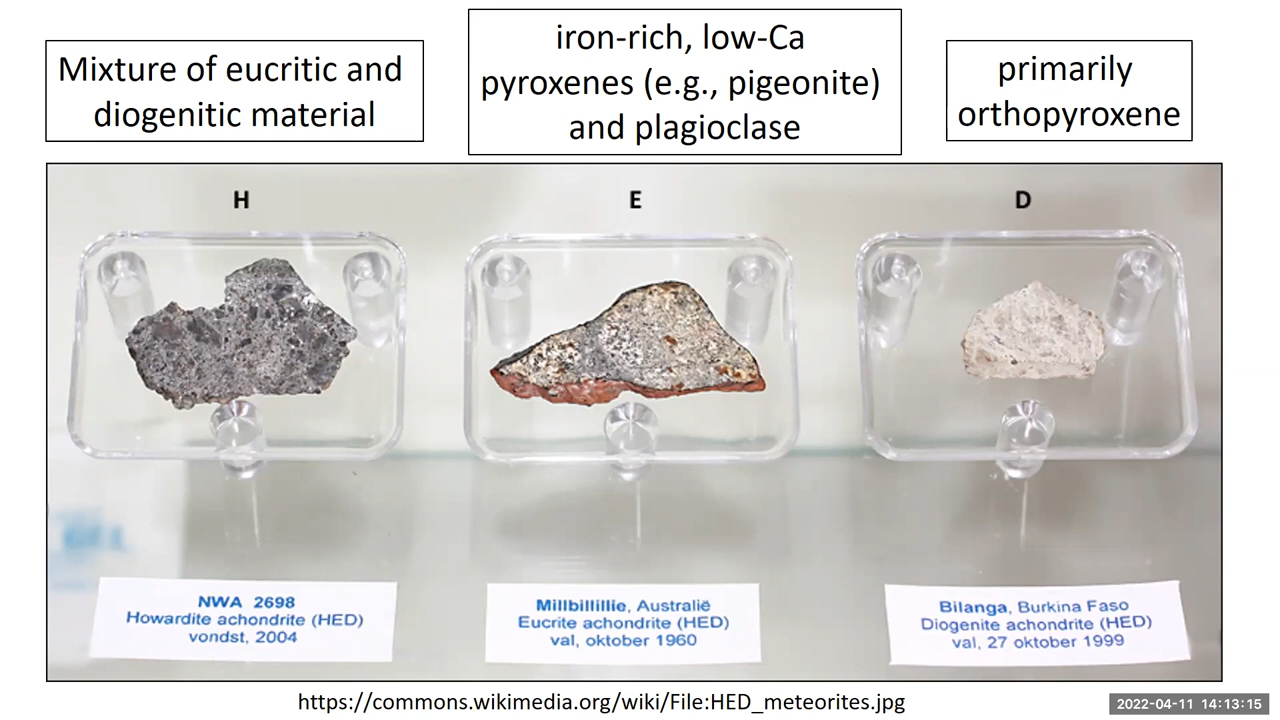 Mixture of eucritic and
diogenitic material
iron-rich, low-Ca
pyroxenes (e.g., pigeonite)
and plagioclase
primarily
orthopyroxene
H
E
D
NWA 2698
Howardite achondrite (HED)
vondst, 2004
Millbillillie, Australië
Eucrite achondrite (HED)
val, oktober 1960
Bilanga, Burkina Faso
Diogenite achondrite (HED)
val, 27 oktober 1999
https://commons.wikimedia.org/wiki/File:HED_meteorites.jpg
2022-04-11 14:13:15